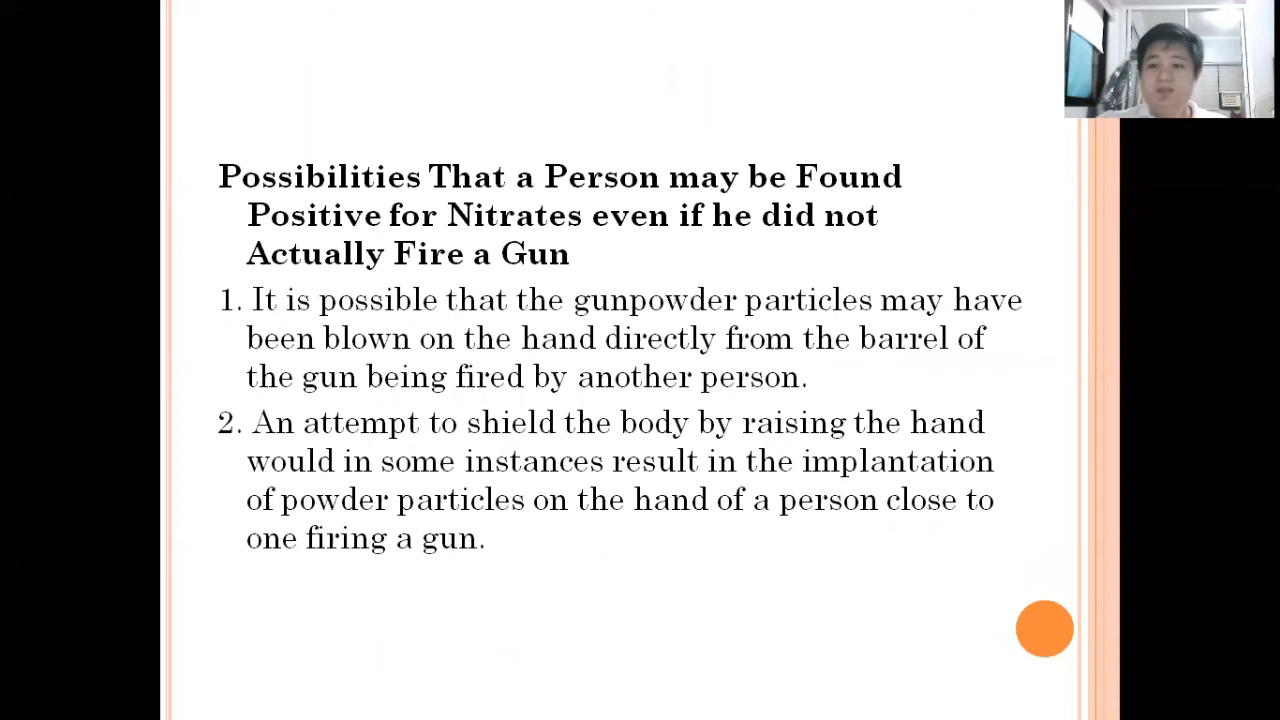 Possibilities That a Person may be Found
Positive for Nitrates even if he did not
Actually Fire a Gun
1. It is possible that the gunpowder particles may have
been blown on the hand directly from the barrel of
the gun being fired by another person.
2. An attempt to shield the body by raising the hand
would in some instances result in the implantation
of powder particles on the hand of a person close to
one firing a gun.